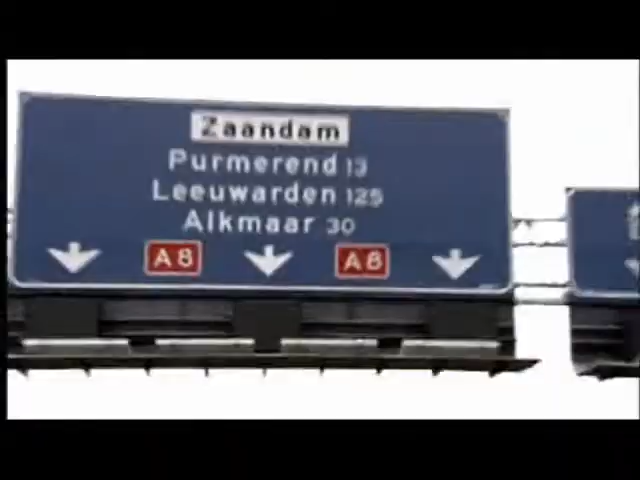 Zaandam
Purmerend 13
Leeuwarden 125
Alkmaar 30
A8 A8